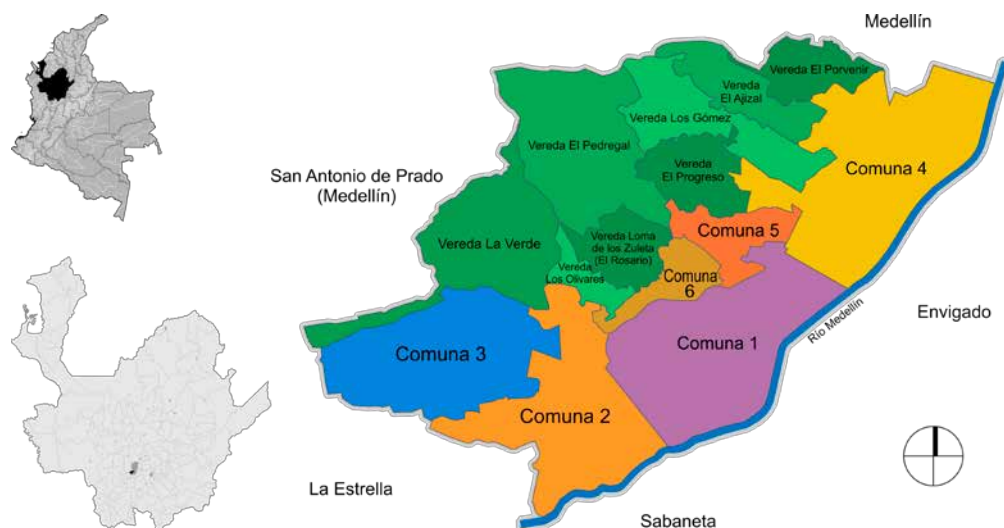 Medellín
Vereda El Porvenir
Vereda
El Ajizal
Vereda Los Gómez
Vereda El Pedregal
Vereda
El Progreso
Comuna 4
San Antonio de Prado
(Medellín)
Comuna 5
Vereda La Verde
Vereda Loma
de los Zuleta
(El Rosario)
Vereda
Los Olivares
Comuna
6
Envigado
Río Medellín
Comuna 1
Comuna 3
Comuna 2
La Estrella
Sabaneta